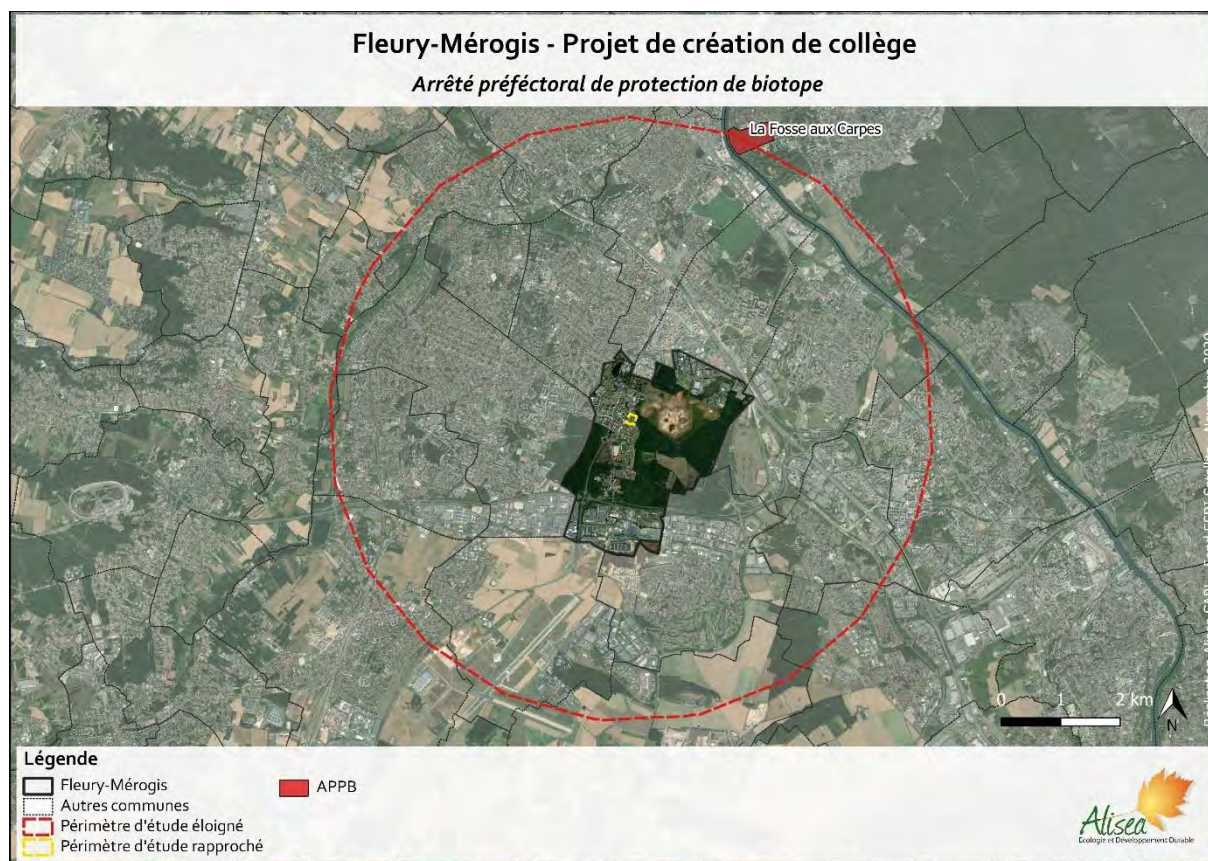 Fleury-Mérogis - Projet de création de collège
Arrêté préféctoral de protection de biotope
La Fosse aux Carpes
0 1 2 km
N
Légende
Fleury-Mérogis
APPB
Autres communes
Périmètre d'étude éloigné
Périmètre d'étude rapproché
Alisea
Ecologie et Développement Durable